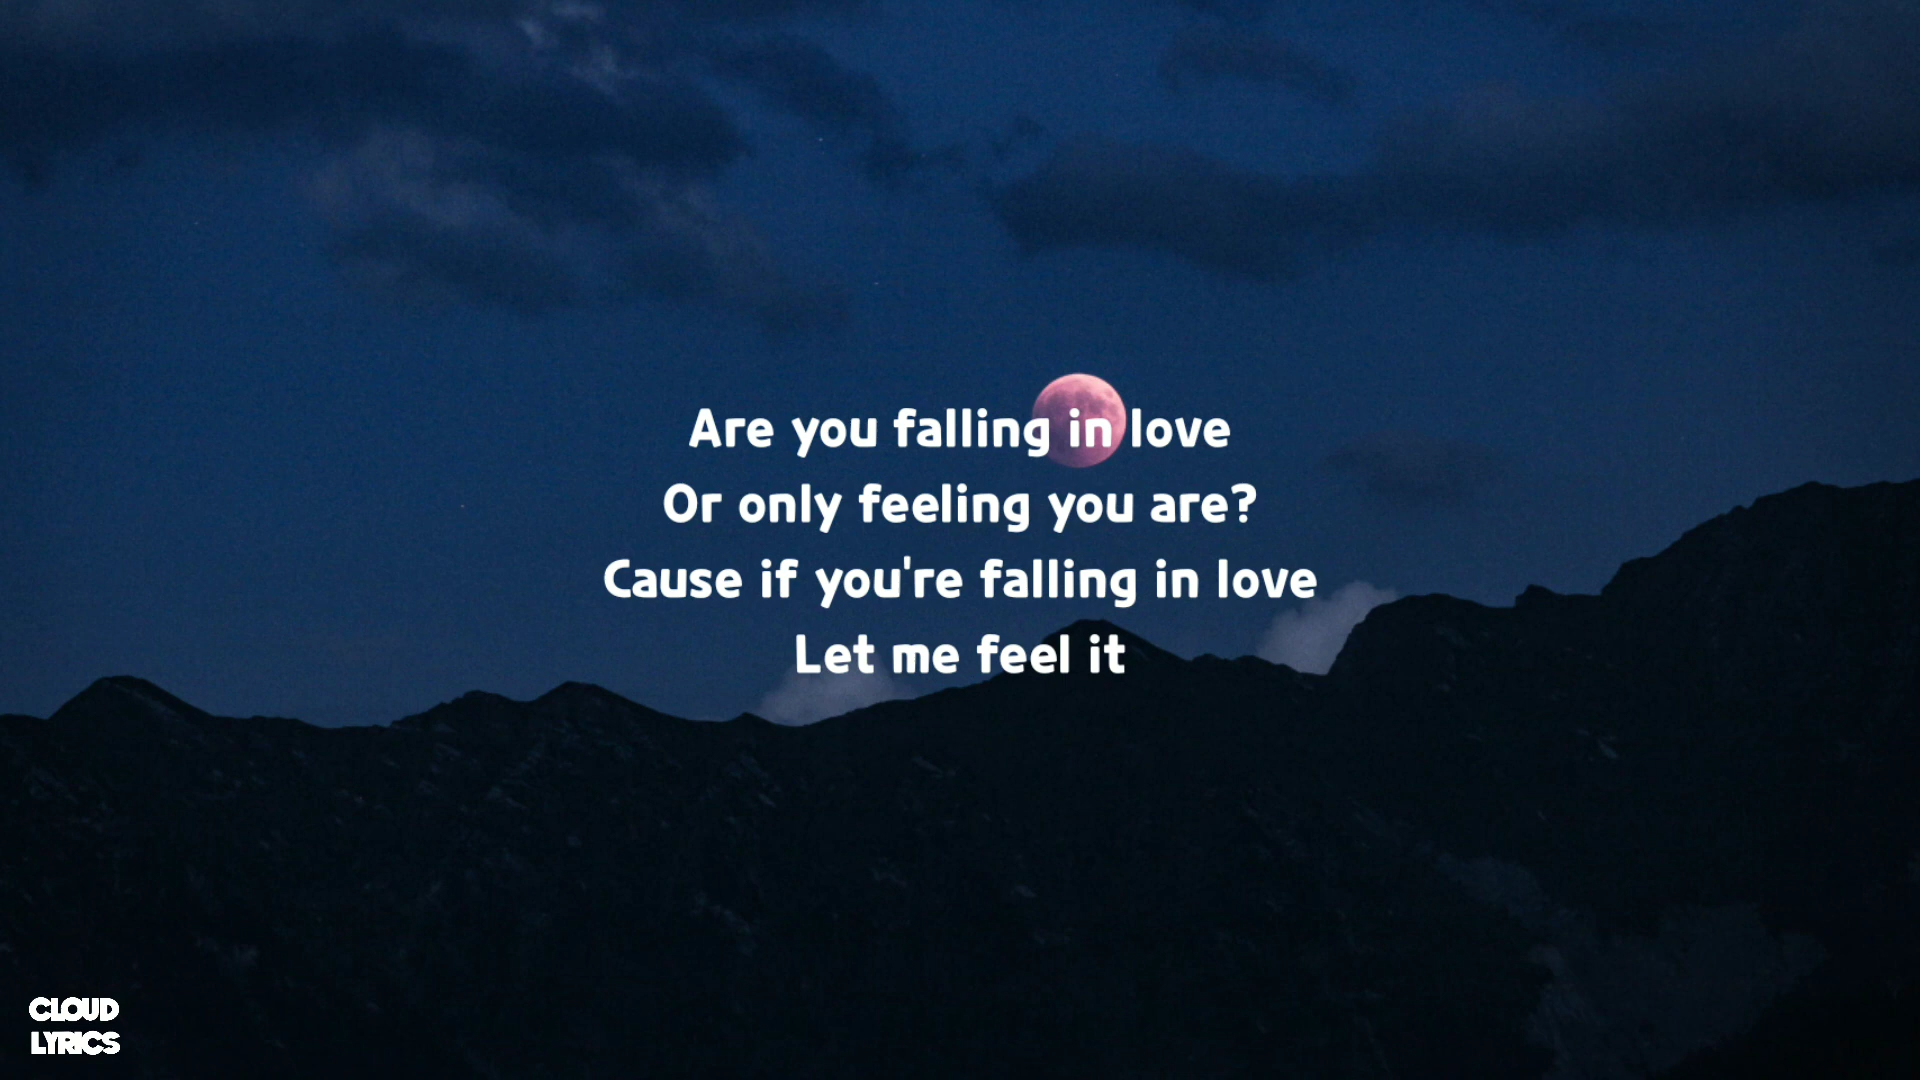 Are you falling in love
Or only feeling you are?
Cause if you're falling in love
Let me feel it
CLOUD
LYRICS